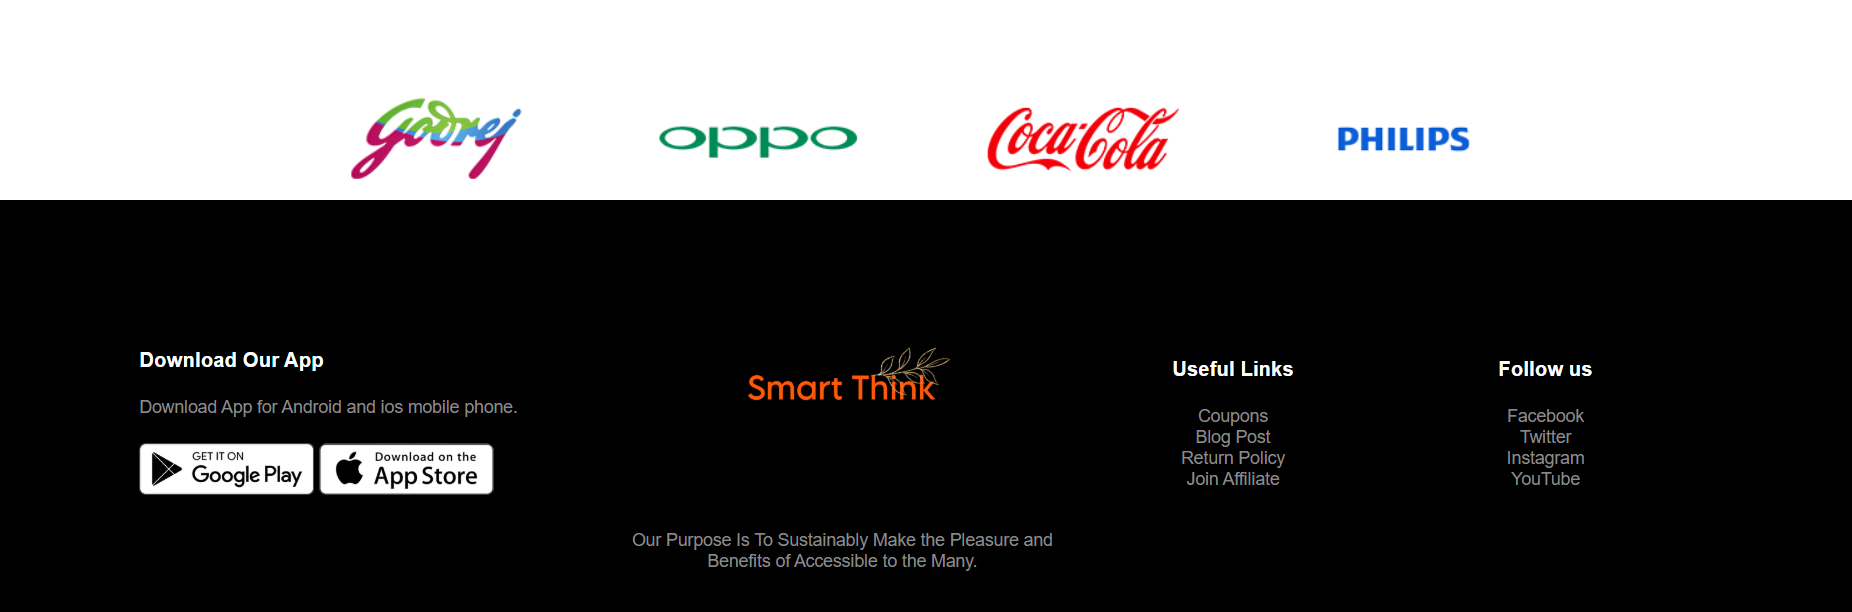 Godrej
oppo
Coca-Cola
PHILIPS
Download Our App
Download App for Android and ios mobile phone.
GET IT ON
Google Play
Download on the
App Store
Smart Think
Our Purpose Is To Sustainably Make the Pleasure and
Benefits of Accessible to the Many.
Useful Links
Coupons
Blog Post
Return Policy
Join Affiliate
Follow us
Facebook
Twitter
Instagram
YouTube